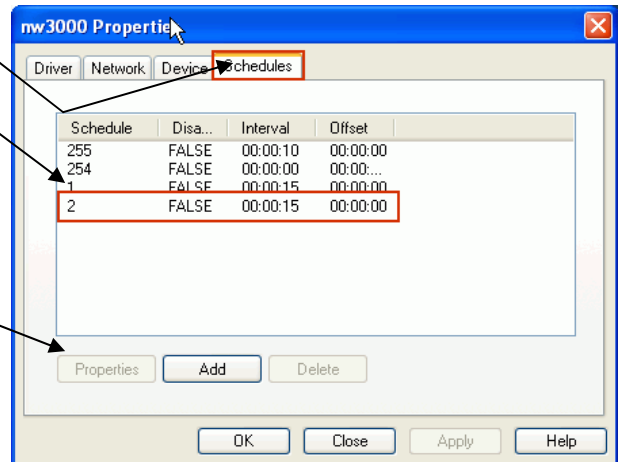 nw3000 Properties
Driver Network Device Schedules
Schedule Disa... Interval Offset
255 FALSE 00:00:10 00:00:00
254 FALSE 00:00:00 00:00:...
1 FALSE 00:00:15 00:00:00
2 FALSE 00:00:15 00:00:00
Properties Add Delete
OK Close Apply Help